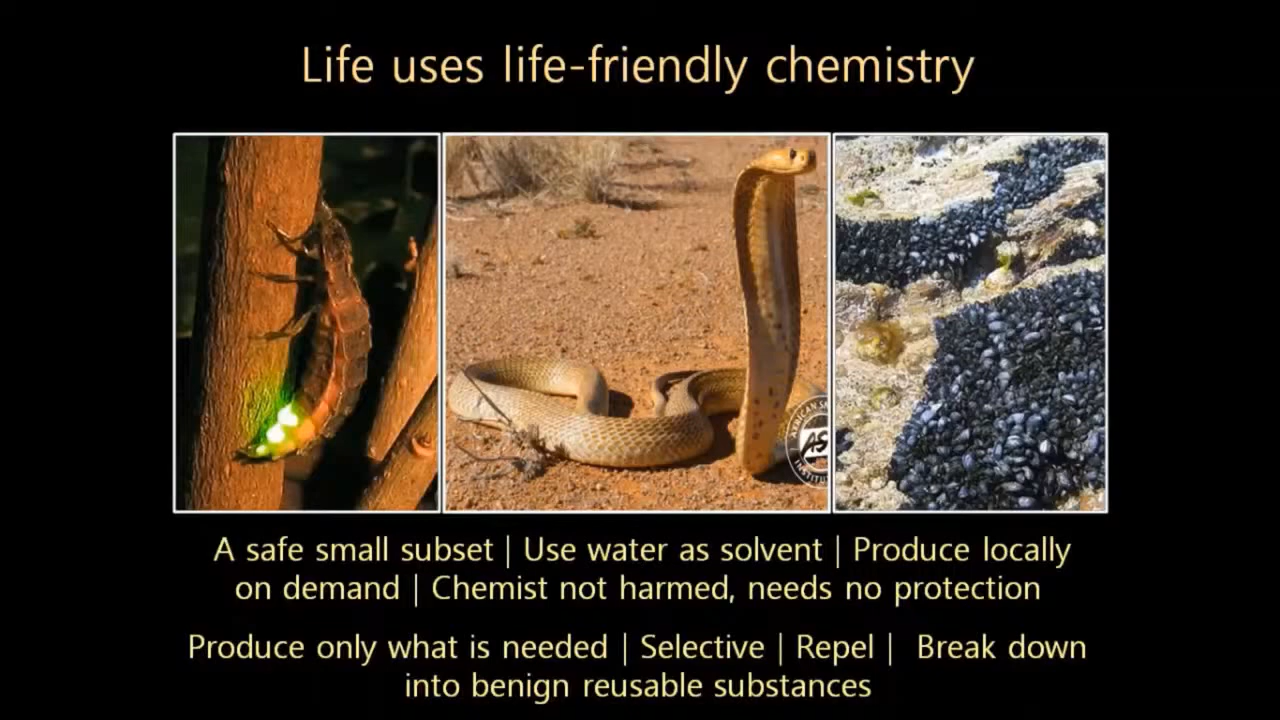 Life uses life-friendly chemistry
A safe small subset | Use water as solvent | Produce locally
on demand | Chemist not harmed, needs no protection
Produce only what is needed | Selective | Repel | Break down
into benign reusable substances